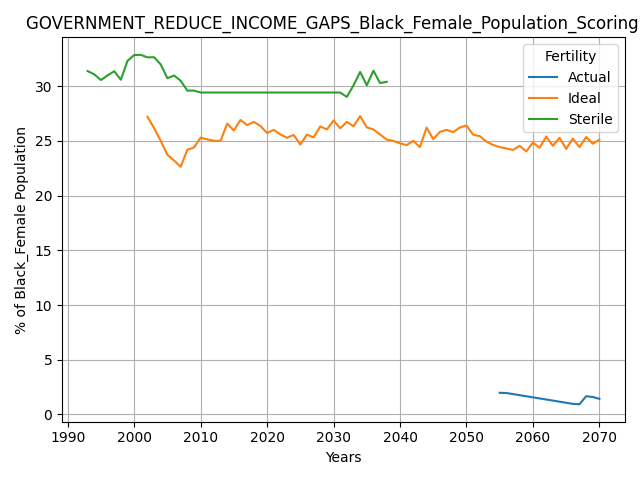 GOVERNMENT_REDUCE_INCOME_GAPS_Black_Female_Population_Scoring
Fertility
Actual
Ideal
Sterile
% of Black_Female Population
30
25
20
15
10
5
0
1990 2000 2010 2020 2030 2040 2050 2060 2070
Years